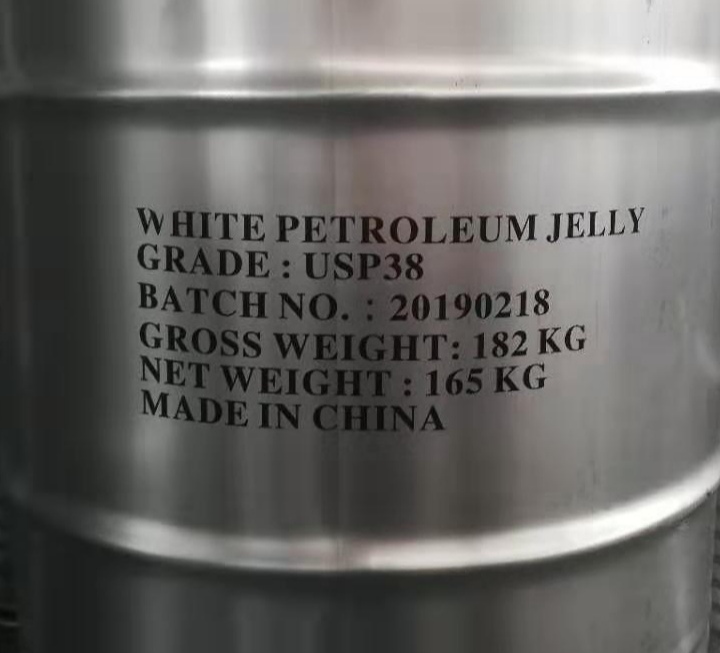 WHITE PETROLEUM JELLY
GRADE : USP38
BATCH NO. : 20190218
GROSS WEIGHT: 182 KG
NET WEIGHT : 165 KG
MADE IN CHINA